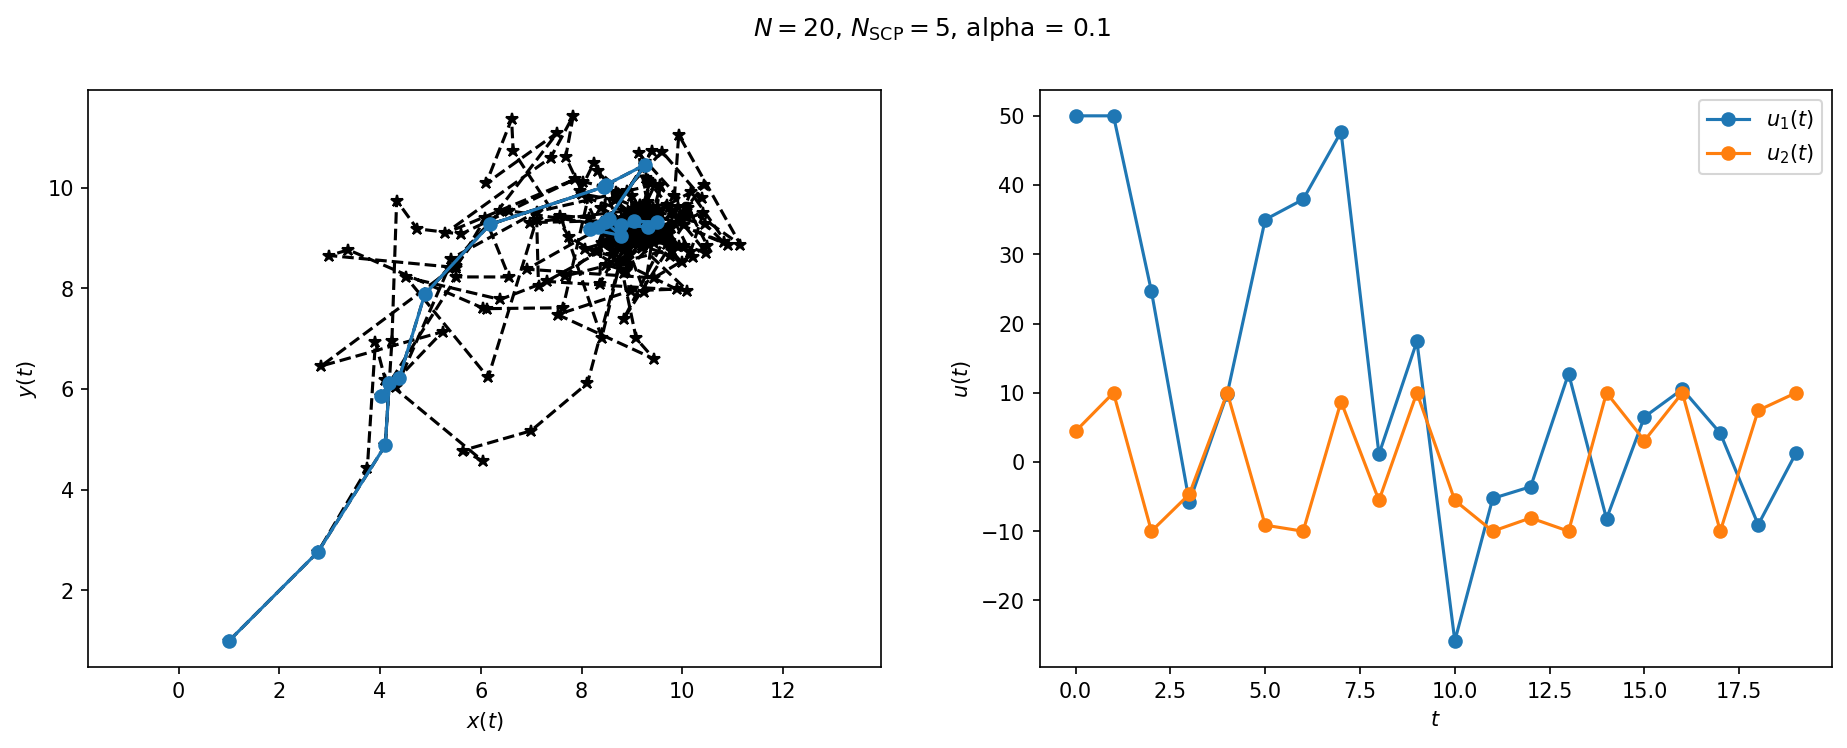 N = 20, N_SCP = 5, alpha = 0.1
y(t)
10
8
6
4
2
0 2 4 6 8 10 12
x(t)
u(t)
50
40
30
20
10
0
−10
−20
u₁(t)
u₂(t)
0.0 2.5 5.0 7.5 10.0 12.5 15.0 17.5
t